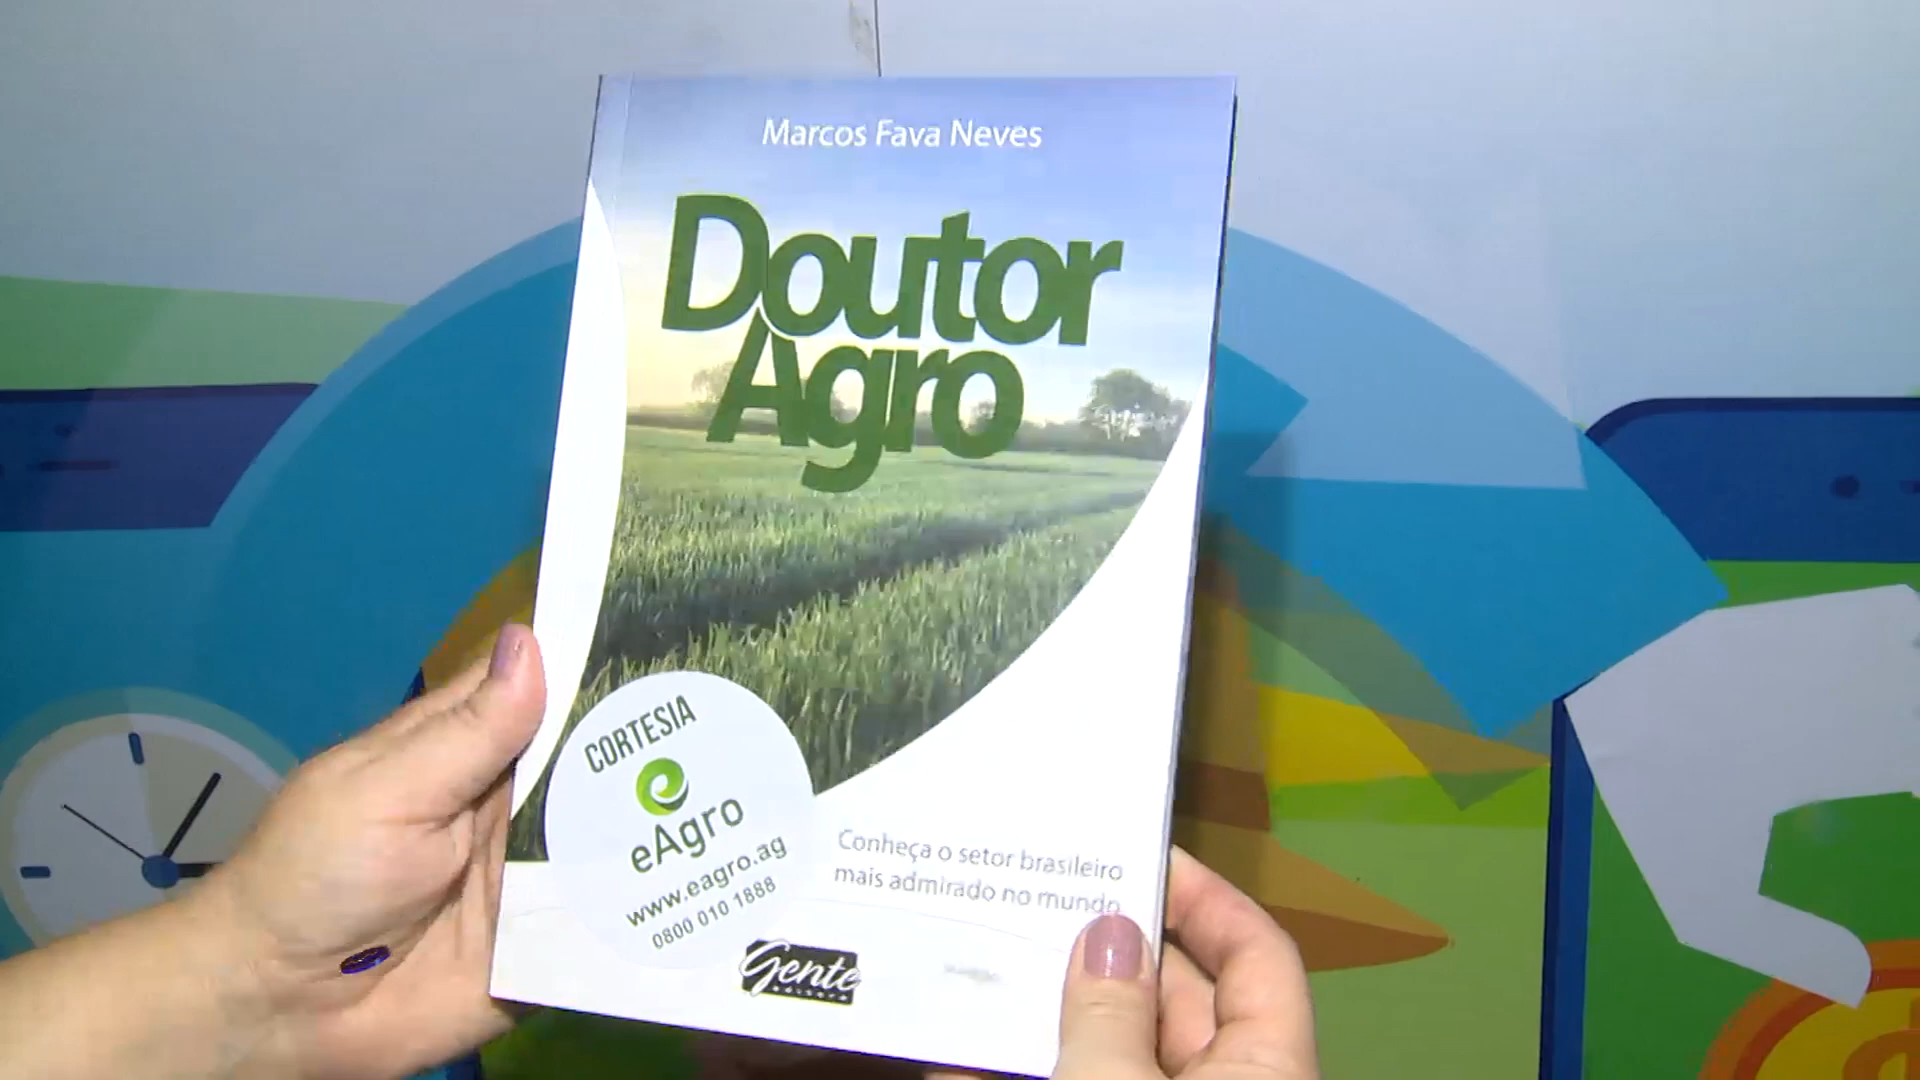 Marcos Fava Neves
Doutor
Agro
CORTESIA
eAgro
www.eagro.ag
0800 010 1888
Conheça o setor brasileiro
mais admirado no mundo
Gente
editora